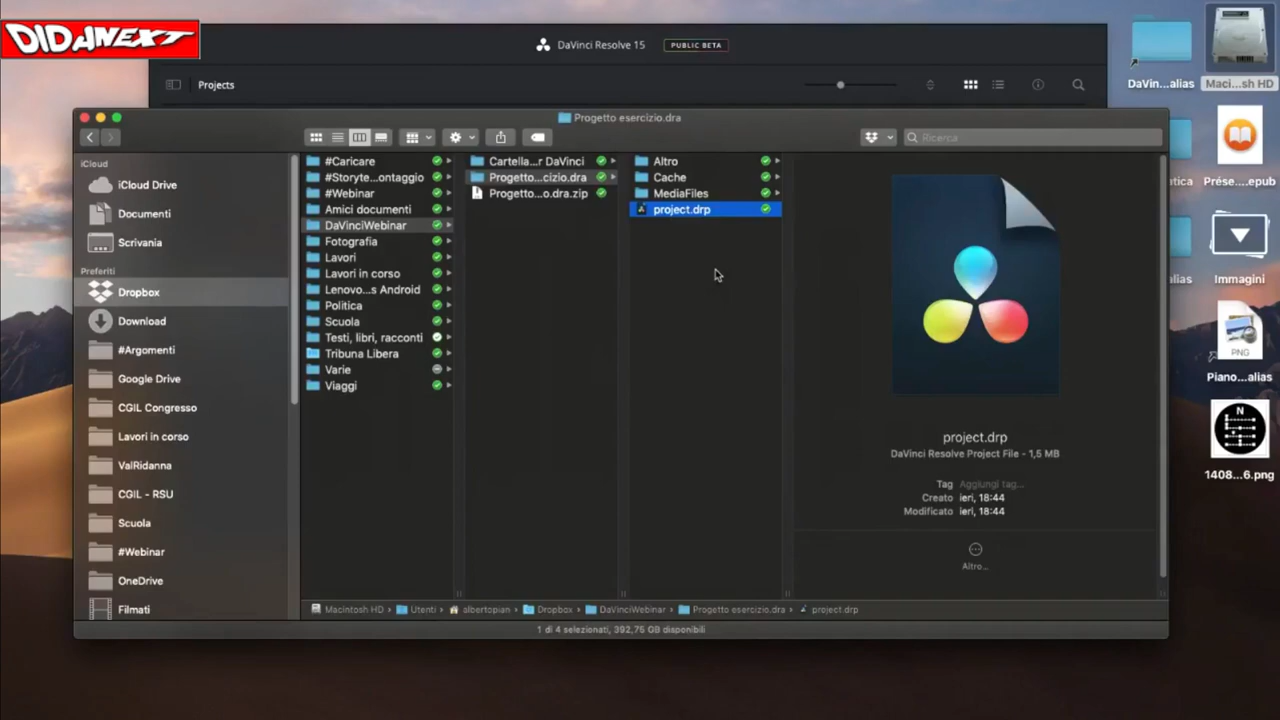 DIDANEXT
DaVinci Resolve 15 PUBLIC BETA
Projects
DaVin...alias
Maci...sh HD
Progetto esercizio.dra
Ricerca
iCloud
iCloud Drive
Documenti
Scrivania
Preferiti
Dropbox
Download
#Argomenti
Google Drive
CGIL Congresso
Lavori in corso
ValRidanna
CGIL - RSU
Scuola
#Webinar
OneDrive
Filmati
#Caricare
#Storyte...ontaggio
#Webinar
Amici documenti
DaVinciWebinar
Fotografia
Lavori
Lavori in corso
Lenovo...s Android
Politica
Scuola
Testi, libri, racconti
Tribuna Libera
Varie
Viaggi
Cartella...r DaVinci
Progetto...cizio.dra
Progetto...o.dra.zip
Altro
Cache
MediaFiles
project.drp
project.drp
DaVinci Resolve Project File - 1,5 MB
Tag Aggiungi tag...
Creato ieri, 18:44
Modificato ieri, 18:44
Altro...
Macintosh HD › Utenti › albertopian › Dropbox › DaVinciWebinar › Progetto esercizio.dra › project.drp
1 di 4 selezionati, 392,75 GB disponibili
tica
Prése....epub
alias
Immagini
PNG
Piano...alias
N
1408...6.png